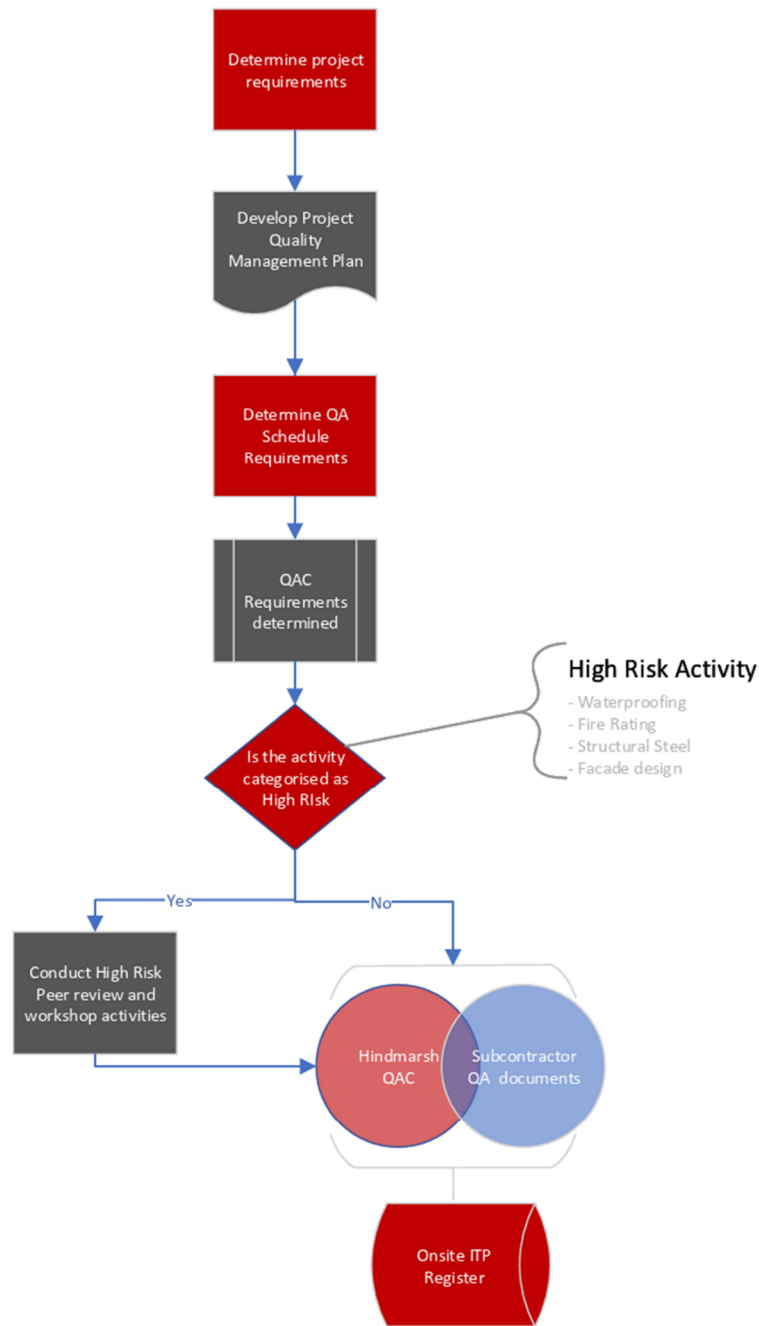 Determine project
requirements
Develop Project
Quality
Management Plan
Determine QA
Schedule
Requirements
QAC
Requirements
determined
High Risk Activity
- Waterproofing
- Fire Rating
- Structural Steel
- Facade design
Is the activity
categorised as
High RIsk
Yes
No
Conduct High Risk
Peer review and
workshop activities
Hindmarsh
QAC
Subcontractor
QA documents
Onsite ITP
Register